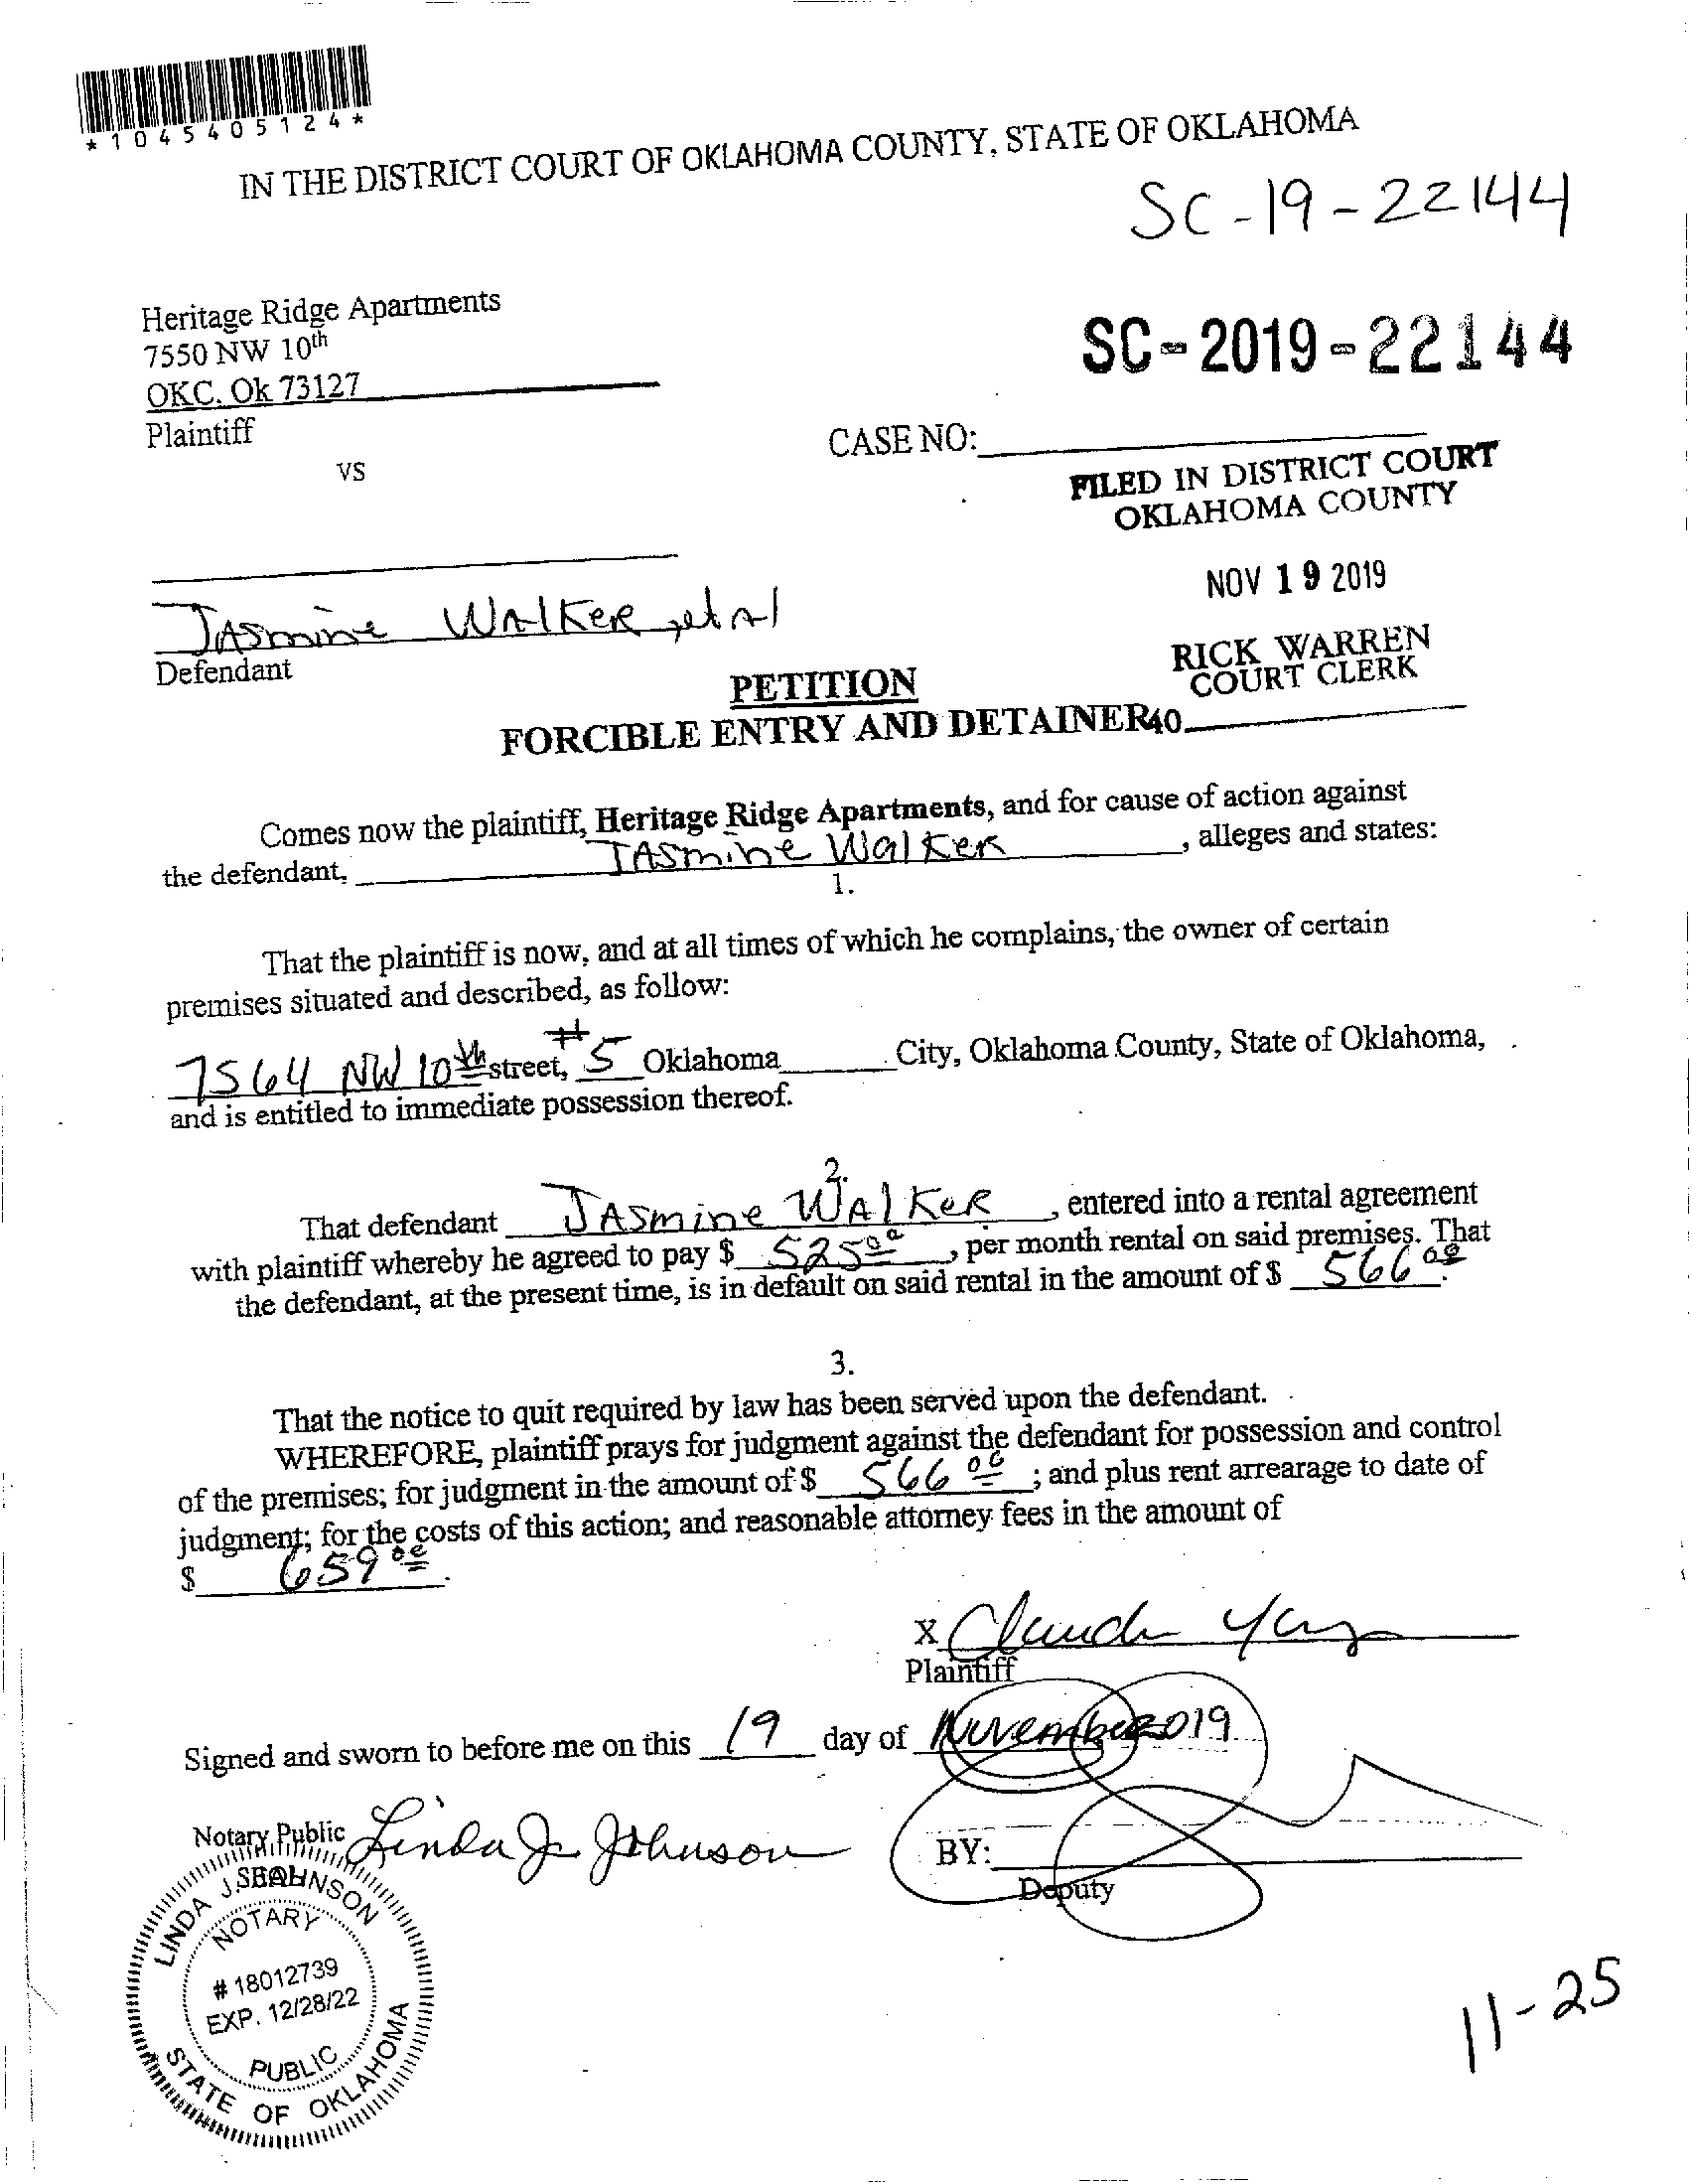 *1045405124*
IN THE DISTRICT COURT OF OKLAHOMA COUNTY, STATE OF OKLAHOMA
SC-19-22144
Heritage Ridge Apartments
7550 NW 10th
OKC. Ok 73127
Plaintiff
SC-2019-22144
CASE NO:
vs
FILED IN DISTRICT COURT
OKLAHOMA COUNTY
NOV 19 2019
JASmine WAlKeR, et Al
Defendant
RICK WARREN
COURT CLERK
PETITION
FORCIBLE ENTRY AND DETAINER
40
Comes now the plaintiff, Heritage Ridge Apartments, and for cause of action against
the defendant, JASmine WalKer, alleges and states:
1.
That the plaintiff is now, and at all times of which he complains, the owner of certain
premises situated and described, as follow:
7564 NW 10th street, #5 Oklahoma City, Oklahoma County, State of Oklahoma,
and is entitled to immediate possession thereof.
2.
That defendant JASmine WAlKeR, entered into a rental agreement
with plaintiff whereby he agreed to pay $ 525 00, per month rental on said premises. That
the defendant, at the present time, is in default on said rental in the amount of $ 566 00.
3.
That the notice to quit required by law has been served upon the defendant.
WHEREFORE, plaintiff prays for judgment against the defendant for possession and control
of the premises; for judgment in the amount of $ 566 00; and plus rent arrearage to date of
judgment; for the costs of this action; and reasonable attorney fees in the amount of
$ 659 00.
X
Plaintiff
Signed and sworn to before me on this 19 day of November 2019
Notary Public Linda J. Johnson
BY:
Deputy
SEAL
LINDA J. JOHNSON
NOTARY
# 18012739
EXP. 12/28/22
PUBLIC
STATE OF OKLAHOMA
11-25